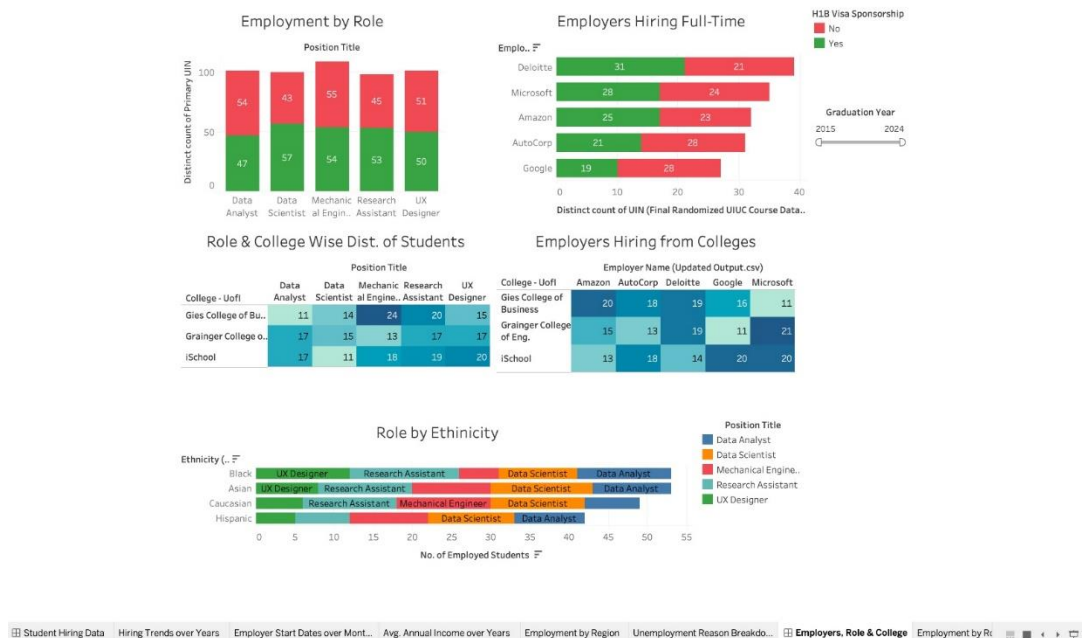 Employment by Role
Position Title
Distinct count of Primary UIN
100
50
0
54
43
55
45
51
47
57
54
53
50
Data Analyst
Data Scientist
Mechanic al Engin..
Research Assistant
UX Designer
Employers Hiring Full-Time
Emplo..
Deloitte 31 21
Microsoft 28 24
Amazon 25 23
AutoCorp 21 28
Google 19 28
0 10 20 30 40
Distinct count of UIN (Final Randomized UIUC Course Data..
H1B Visa Sponsorship
No
Yes
Graduation Year
2015 2024
Role & College Wise Dist. of Students
Position Title
College - UofI Data Analyst Data Scientist Mechanic al Engine.. Research Assistant UX Designer
Gies College of Bu.. 11 14 24 20 15
Grainger College o.. 17 15 13 17 17
iSchool 17 11 18 19 20
Employers Hiring from Colleges
Employer Name (Updated Output.csv)
College - UofI Amazon AutoCorp Deloitte Google Microsoft
Gies College of Business 20 18 19 16 11
Grainger College of Eng. 15 13 19 11 21
iSchool 13 18 14 20 20
Role by Ethinicity
Ethnicity (..
Black UX Designer Research Assistant Data Scientist Data Analyst
Asian UX Designer Research Assistant Data Scientist Data Analyst
Caucasian Research Assistant Mechanical Engineer Data Scientist
Hispanic Data Scientist Data Analyst
0 5 10 15 20 25 30 35 40 45 50 55
No. of Employed Students
Position Title
Data Analyst
Data Scientist
Mechanical Engine..
Research Assistant
UX Designer
Student Hiring Data Hiring Trends over Years Employer Start Dates over Mont... Avg. Annual Income over Years Employment by Region Unemployment Reason Breakdo... Employers, Role & College Employment by Ro